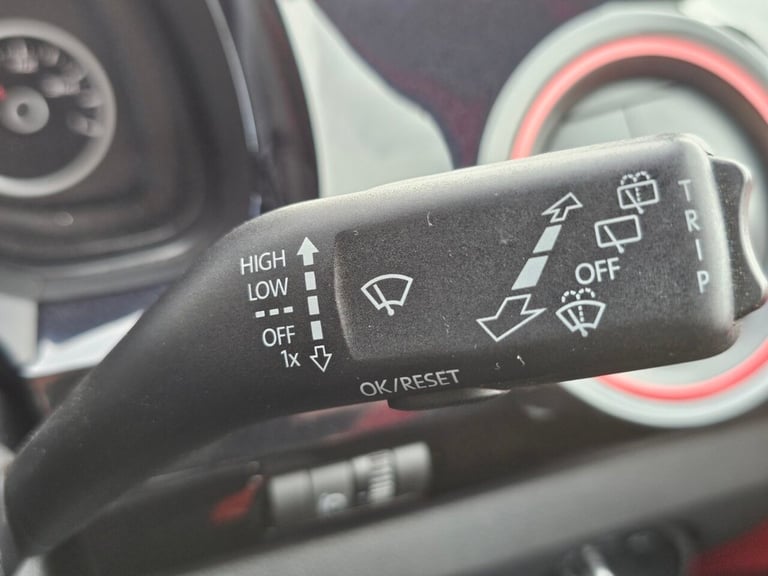 HIGH
LOW
---
OFF
1x
OFF
TRIP
OK/RESET